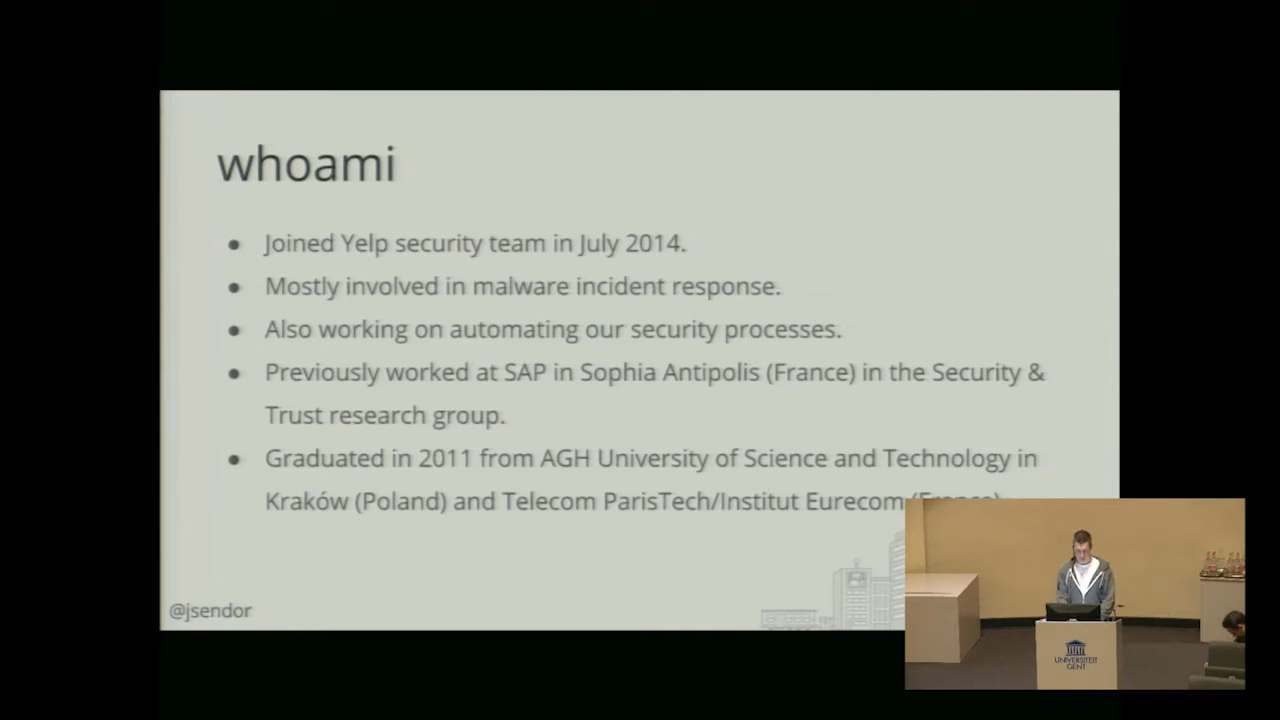 whoami
● Joined Yelp security team in July 2014.
● Mostly involved in malware incident response.
● Also working on automating our security processes.
● Previously worked at SAP in Sophia Antipolis (France) in the Security &
Trust research group.
● Graduated in 2011 from AGH University of Science and Technology in
Kraków (Poland) and Telecom ParisTech/Institut Eurecom (France).
@jsendor
UNIVERSITEIT
GENT